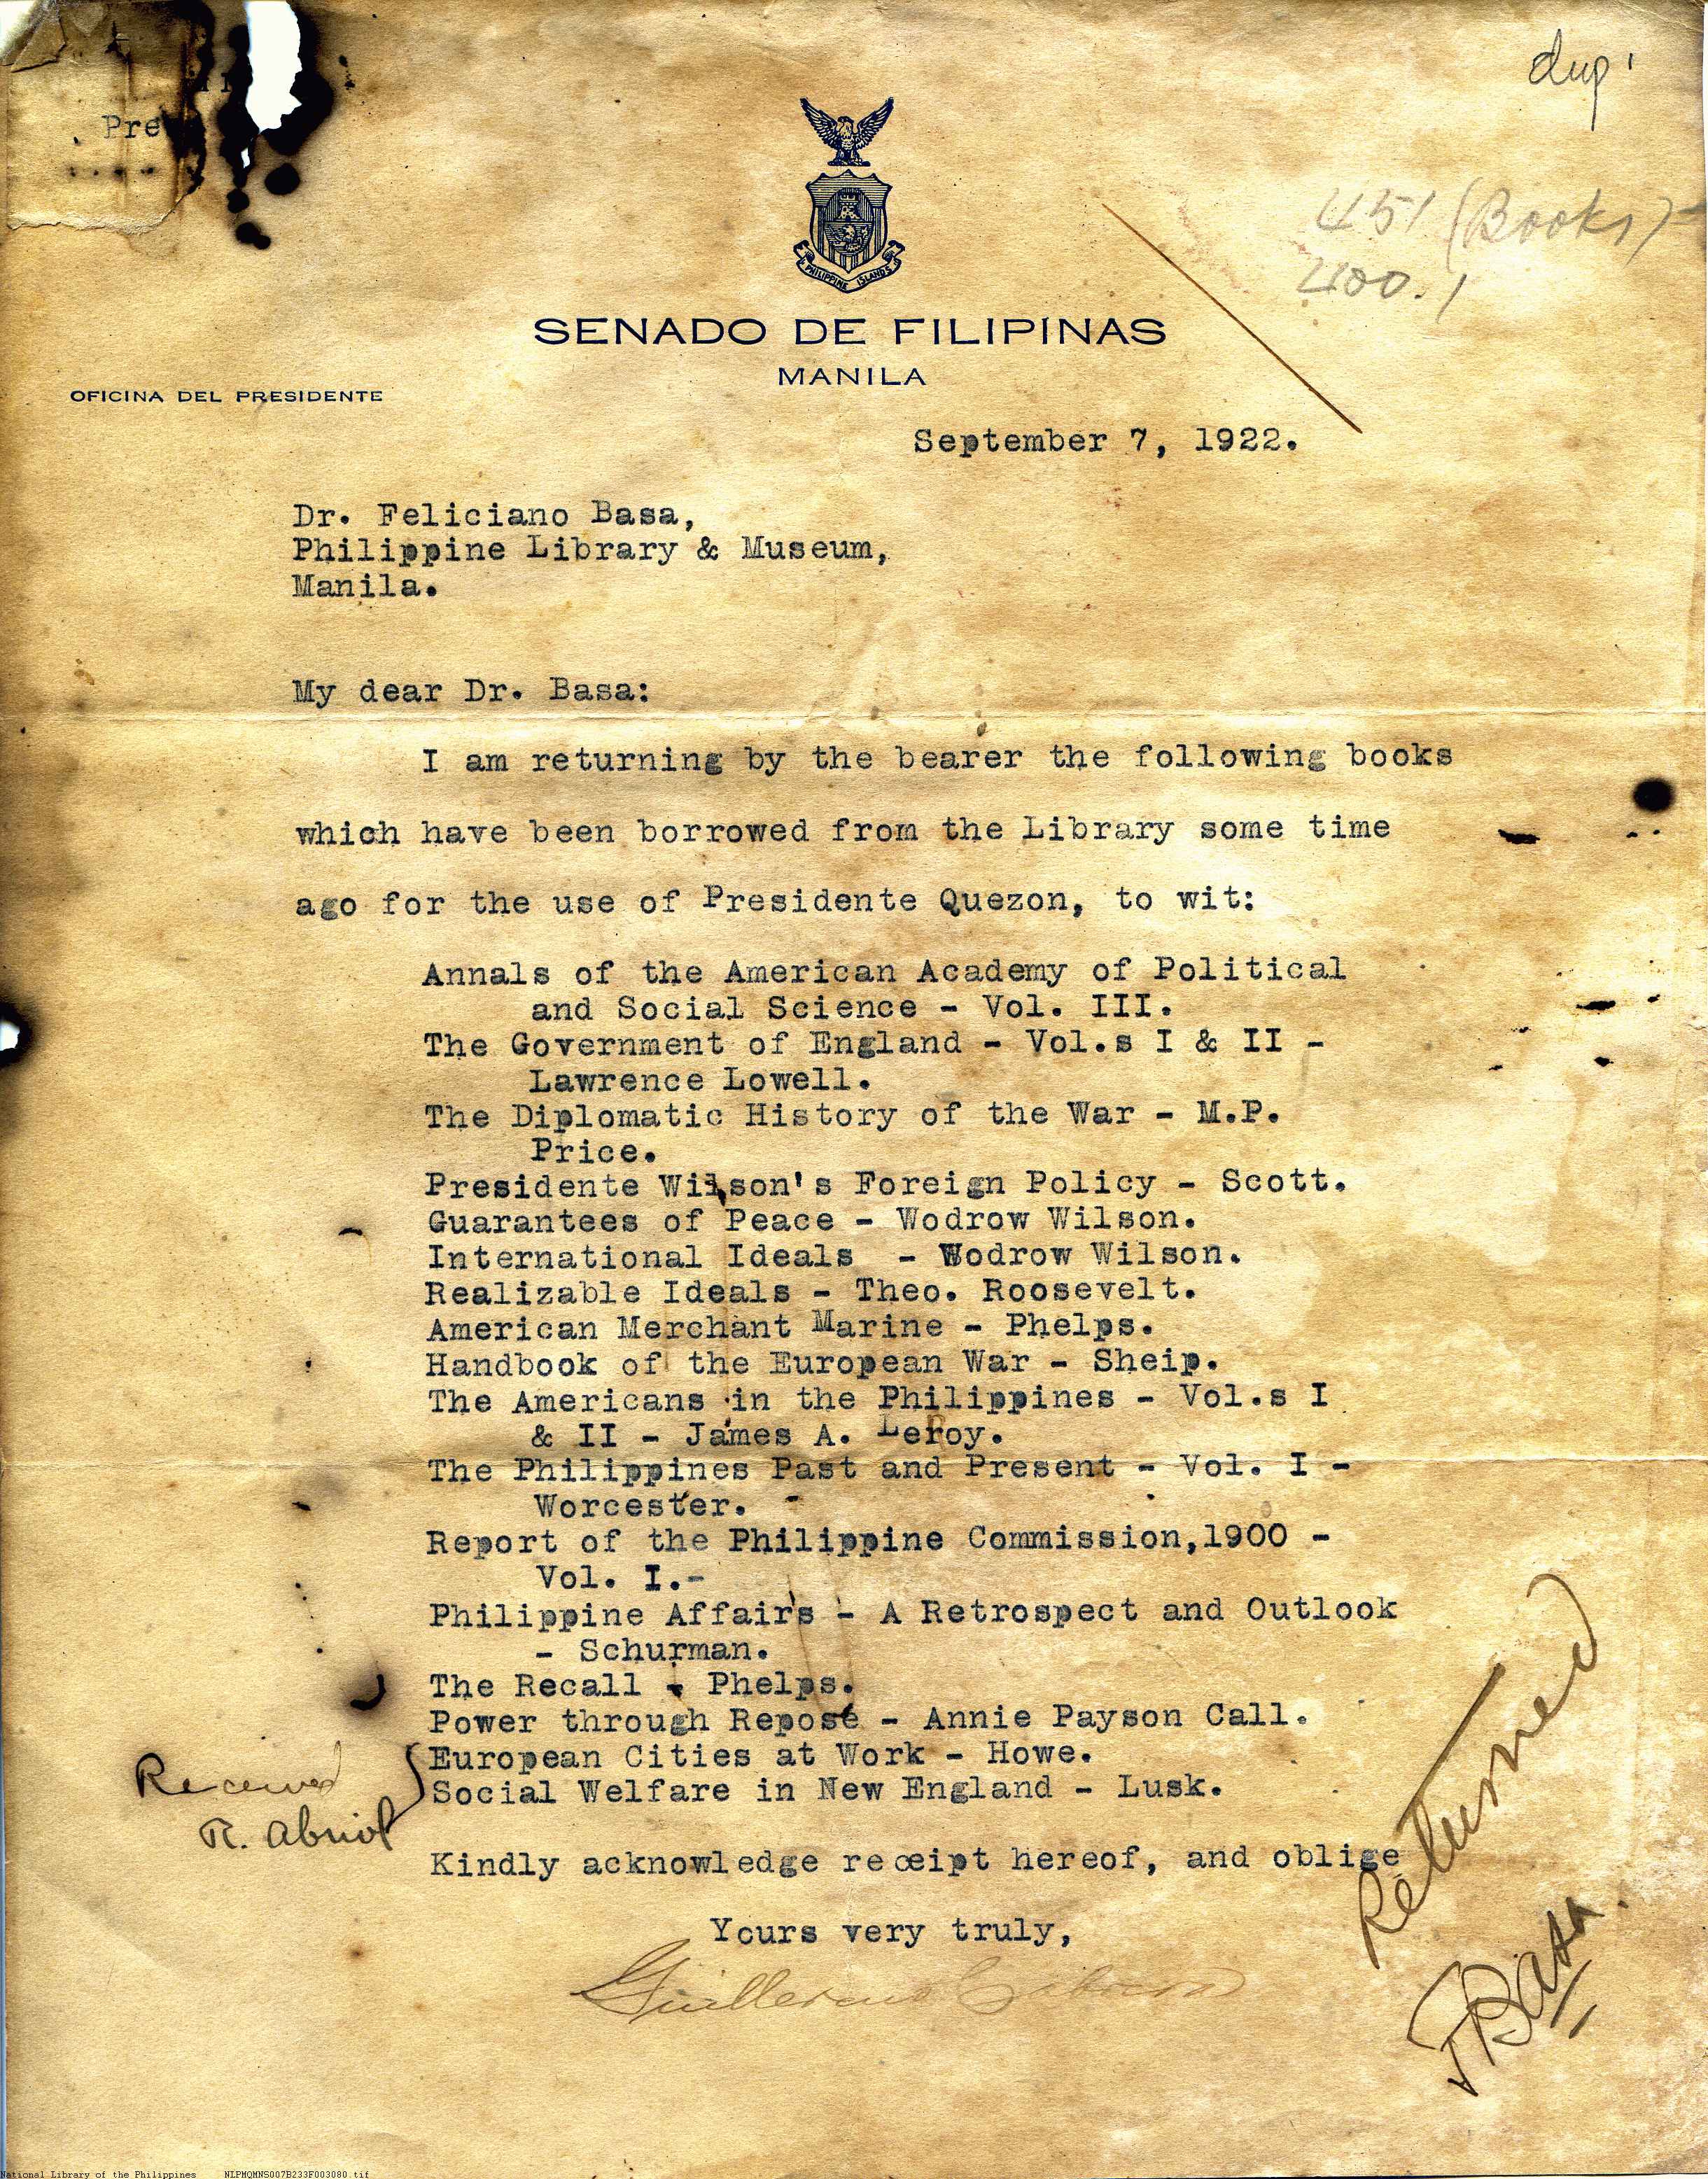 dup'
Pre
451 (Books)
400.1
PHILIPPINE ISLANDS
SENADO DE FILIPINAS
MANILA
OFICINA DEL PRESIDENTE
September 7, 1922.
Dr. Feliciano Basa,
Philippine Library & Museum,
Manila.
My dear Dr. Basa:
I am returning by the bearer the following books
which have been borrowed from the Library some time
ago for the use of Presidente Quezon, to wit:
Annals of the American Academy of Political
and Social Science - Vol. III.
The Government of England - Vol.s I & II -
Lawrence Lowell.
The Diplomatic History of the War - M.P.
Price.
Presidente Wilson's Foreign Policy - Scott.
Guarantees of Peace - Wodrow Wilson.
International Ideals - Wodrow Wilson.
Realizable Ideals - Theo. Roosevelt.
American Merchant Marine - Phelps.
Handbook of the European War - Sheip.
The Americans in the Philippines - Vol.s I
& II - James A. LeRoy.
The Philippines Past and Present - Vol. I -
Worcester. -
Report of the Philippine Commission,1900 -
Vol. I.-
Philippine Affairs - A Retrospect and Outlook
- Schurman.
The Recall - Phelps.
Power through Repose - Annie Payson Call.
European Cities at Work - Howe.
Social Welfare in New England - Lusk.
Received
R. Abriol
Kindly acknowledge receipt hereof, and oblige
Yours very truly,
Guillermo
Returned
FBasa.
National Library of the Philippines NLPMQMNS007B233F003080.tif